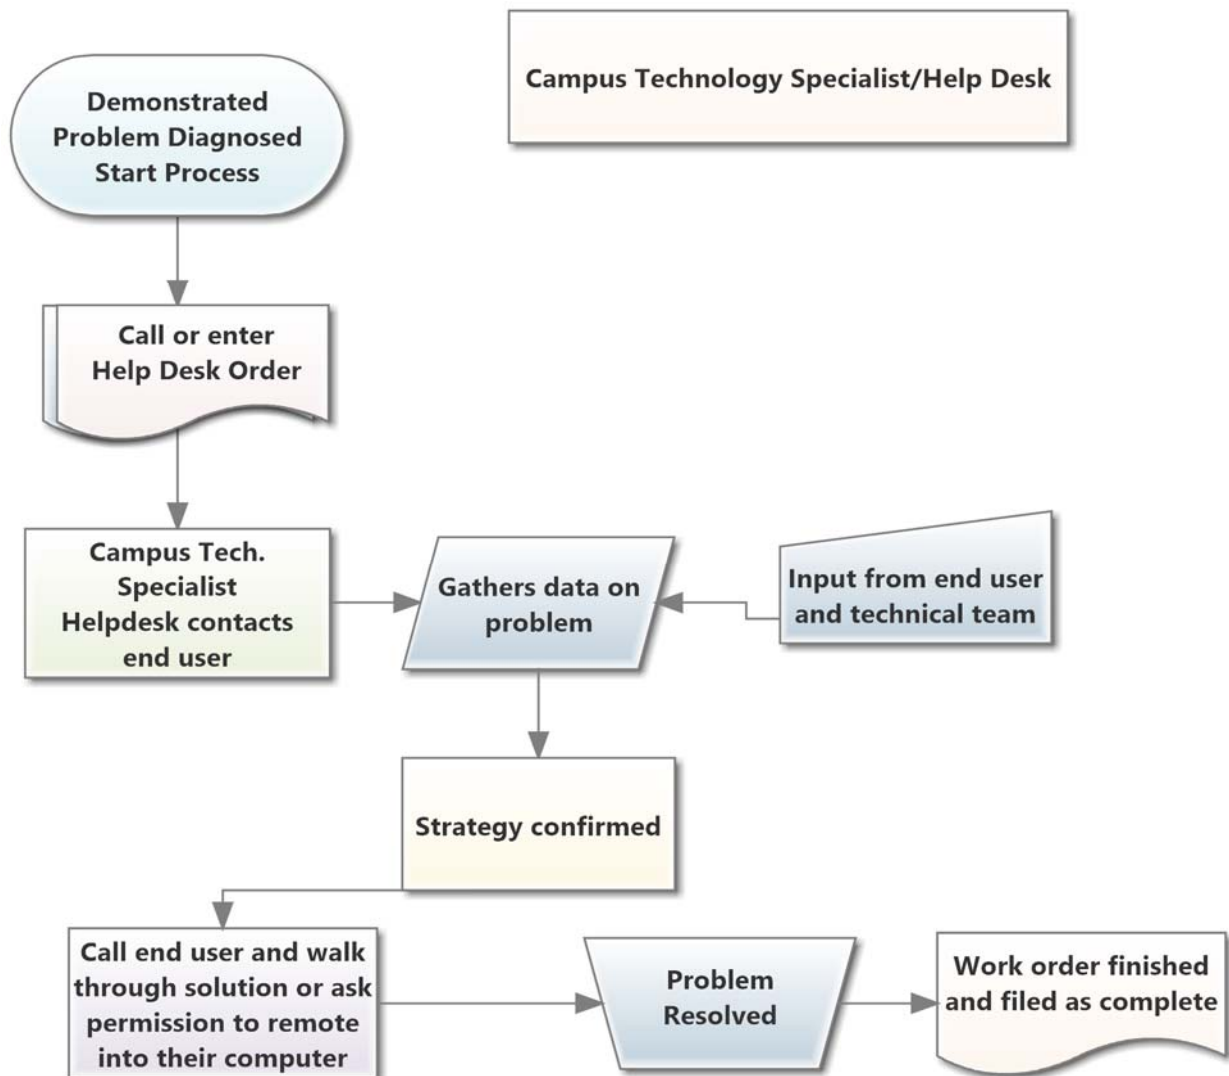 Campus Technology Specialist/Help Desk
Demonstrated
Problem Diagnosed
Start Process
Call or enter
Help Desk Order
Campus Tech.
Specialist
Helpdesk contacts
end user
Gathers data on
problem
Input from end user
and technical team
Strategy confirmed
Call end user and walk
through solution or ask
permission to remote
into their computer
Problem
Resolved
Work order finished
and filed as complete